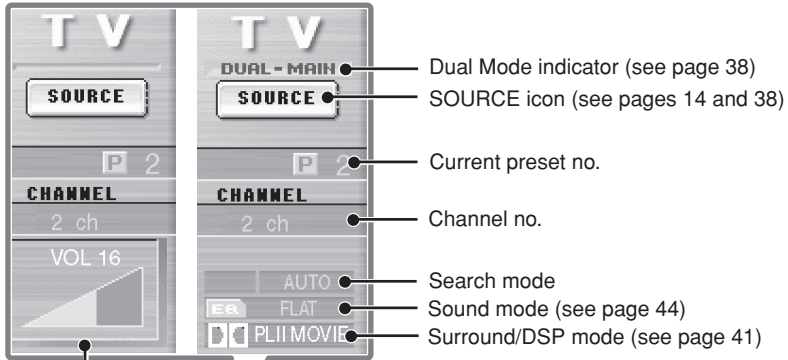 TV
SOURCE
P 2
CHANNEL
2 ch
VOL 16
TV
DUAL - MAIN
SOURCE
P 2
CHANNEL
2 ch
AUTO
EQ FLAT
PLII MOVIE
Dual Mode indicator (see page 38)
SOURCE icon (see pages 14 and 38)
Current preset no.
Channel no.
Search mode
Sound mode (see page 44)
Surround/DSP mode (see page 41)